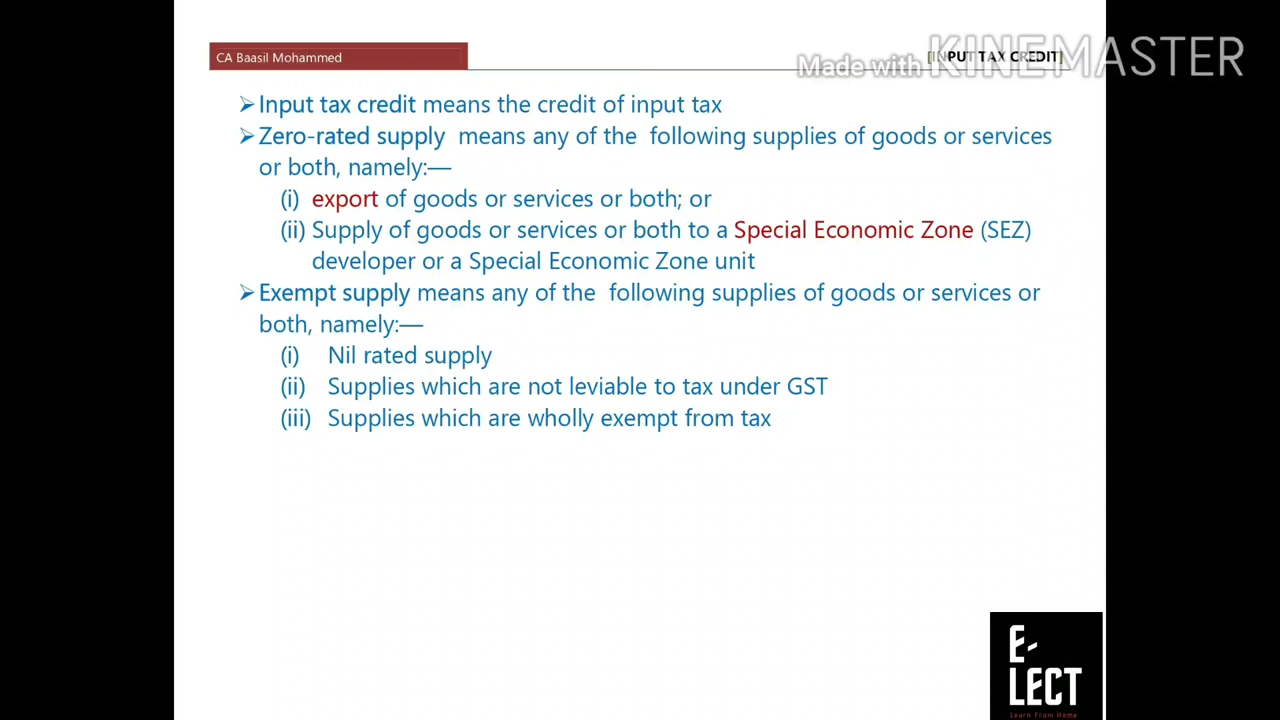 CA Baasil Mohammed
[INPUT TAX CREDIT]
Made with KINEMASTER
➢Input tax credit means the credit of input tax
➢Zero-rated supply means any of the following supplies of goods or services
or both, namely:—
(i) export of goods or services or both; or
(ii) Supply of goods or services or both to a Special Economic Zone (SEZ)
developer or a Special Economic Zone unit
➢Exempt supply means any of the following supplies of goods or services or
both, namely:—
(i) Nil rated supply
(ii) Supplies which are not leviable to tax under GST
(iii) Supplies which are wholly exempt from tax
E-
LECT
Learn From Home